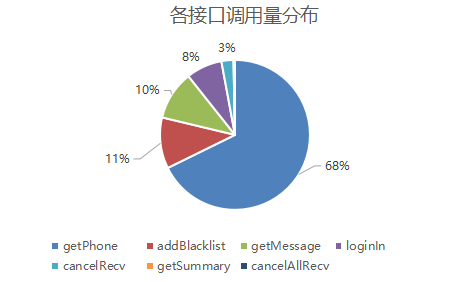 各接口调用量分布
3%
8%
10%
11%
68%
getPhone addBlacklist getMessage loginIn
cancelRecv getSummary cancelAllRecv